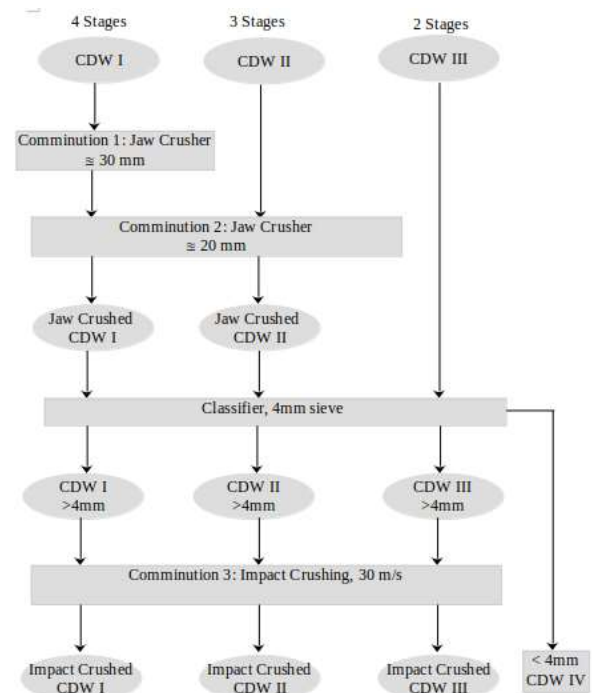 4 Stages
3 Stages
2 Stages
CDW I
CDW II
CDW III
Comminution 1: Jaw Crusher
≅ 30 mm
Comminution 2: Jaw Crusher
≅ 20 mm
Jaw Crushed
CDW I
Jaw Crushed
CDW II
Classifier, 4mm sieve
CDW I
>4mm
CDW II
>4mm
CDW III
>4mm
Comminution 3: Impact Crushing, 30 m/s
Impact Crushed
CDW I
Impact Crushed
CDW II
Impact Crushed
CDW III
< 4mm
CDW IV